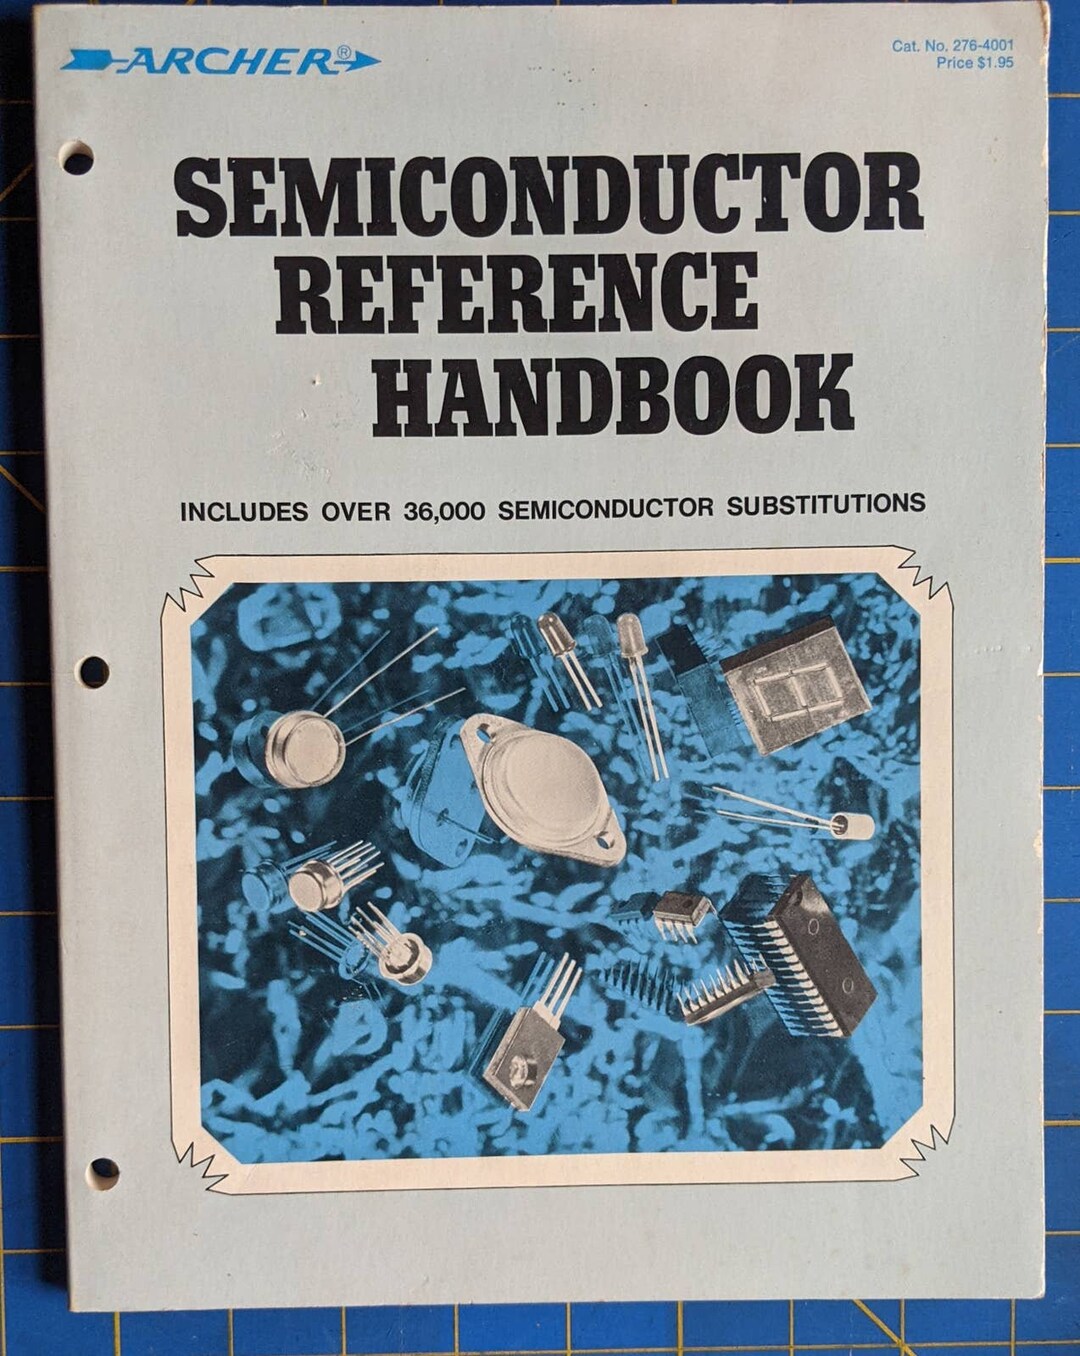 ARCHER®
Cat. No. 276-4001
Price $1.95
SEMICONDUCTOR
REFERENCE
HANDBOOK
INCLUDES OVER 36,000 SEMICONDUCTOR SUBSTITUTIONS